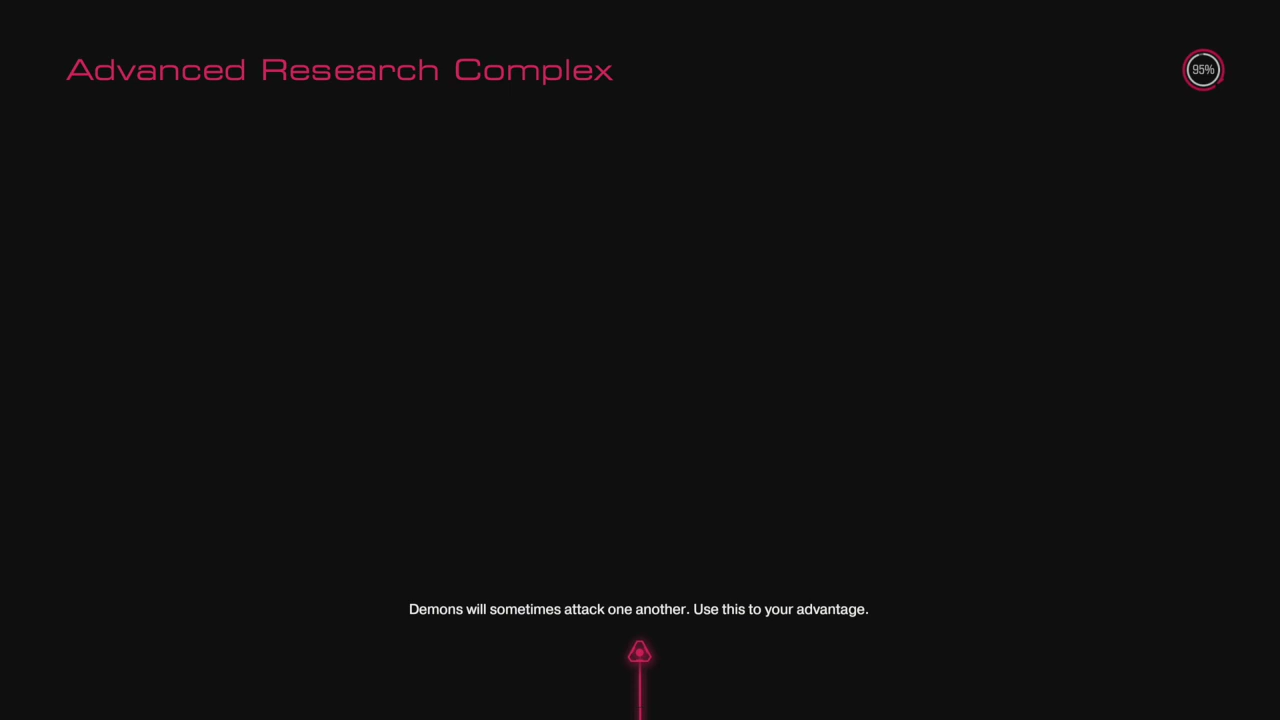 Advanced Research Complex
95%
Demons will sometimes attack one another. Use this to your advantage.